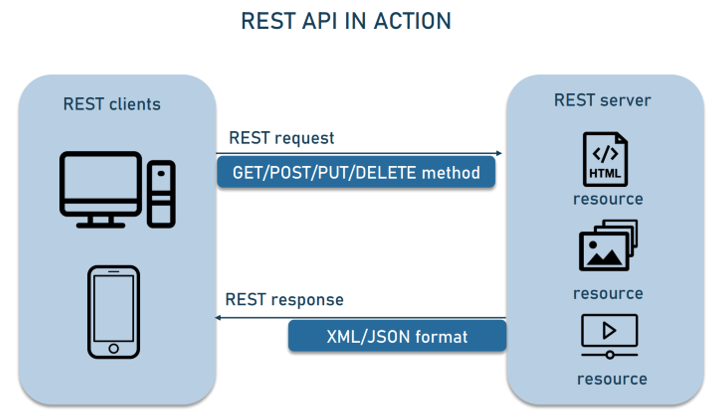 REST API IN ACTION
REST clients
REST request
GET/POST/PUT/DELETE method
REST response
XML/JSON format
REST server
</>
HTML
resource
resource
resource